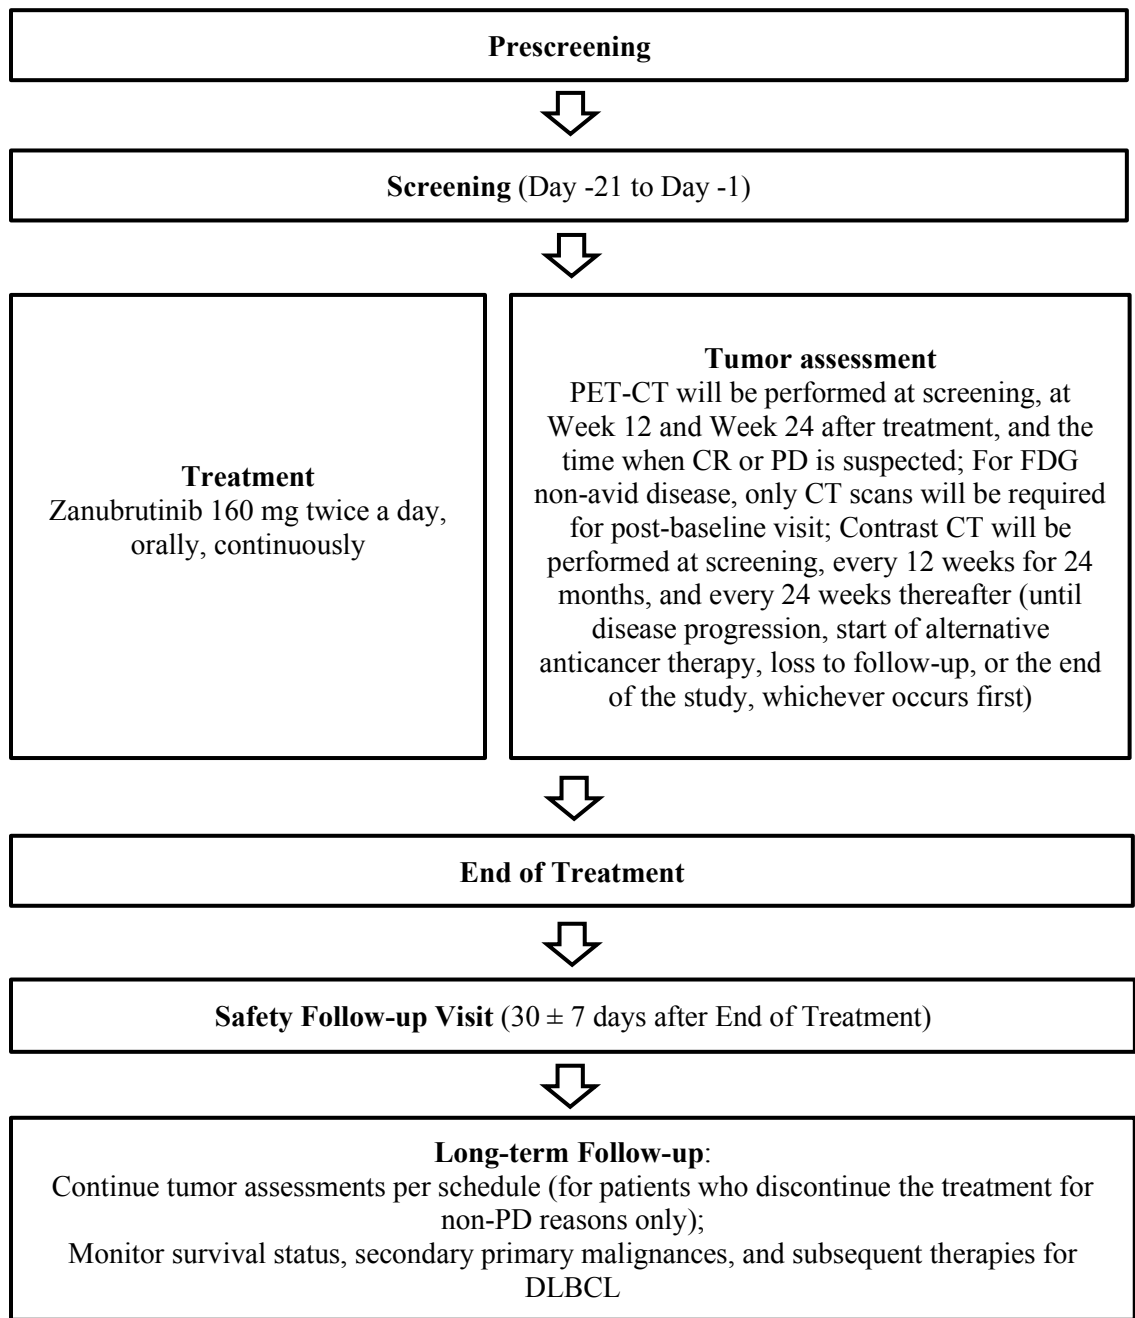 Prescreening
Screening (Day -21 to Day -1)
Treatment
Zanubrutinib 160 mg twice a day,
orally, continuously
Tumor assessment
PET-CT will be performed at screening, at
Week 12 and Week 24 after treatment, and the
time when CR or PD is suspected; For FDG
non-avid disease, only CT scans will be required
for post-baseline visit; Contrast CT will be
performed at screening, every 12 weeks for 24
months, and every 24 weeks thereafter (until
disease progression, start of alternative
anticancer therapy, loss to follow-up, or the end
of the study, whichever occurs first)
End of Treatment
Safety Follow-up Visit (30 ± 7 days after End of Treatment)
Long-term Follow-up:
Continue tumor assessments per schedule (for patients who discontinue the treatment for
non-PD reasons only);
Monitor survival status, secondary primary malignances, and subsequent therapies for
DLBCL